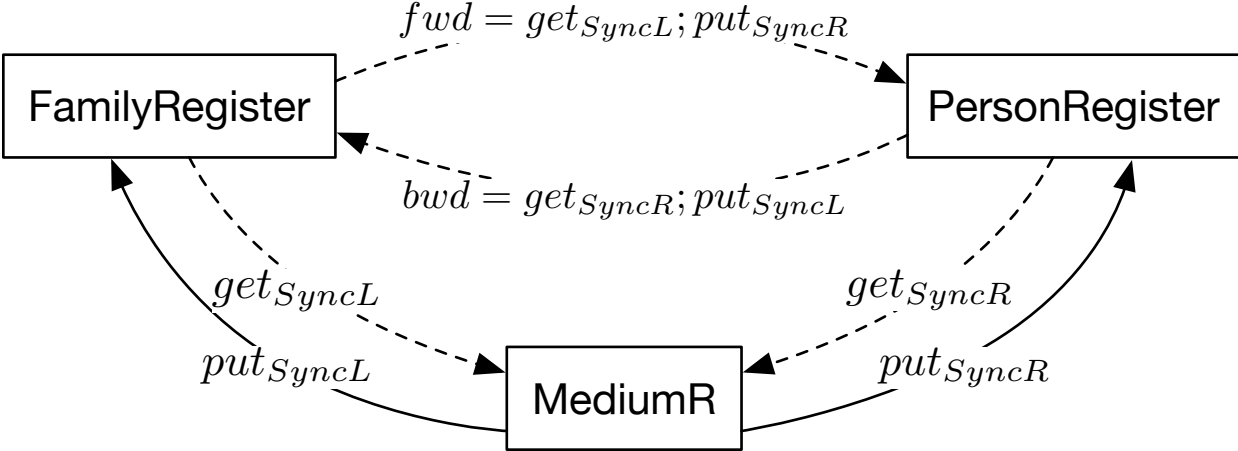 fwd = get_SyncL; put_SyncR
FamilyRegister
PersonRegister
bwd = get_SyncR; put_SyncL
get_SyncL
get_SyncR
put_SyncL
put_SyncR
MediumR